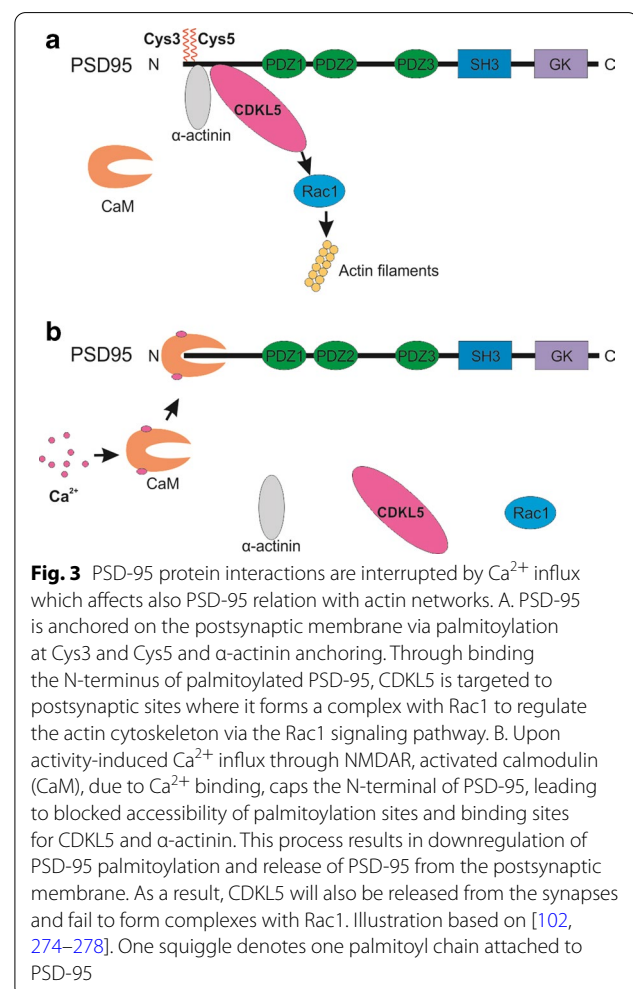 a
Cys3 Cys5
PSD95 N PDZ1 PDZ2 PDZ3 SH3 GK C
CDKL5
α-actinin
CaM
Rac1
Actin filaments
b
PSD95 N PDZ1 PDZ2 PDZ3 SH3 GK C
Ca²⁺
CaM
α-actinin
CDKL5
Rac1
Fig. 3 PSD-95 protein interactions are interrupted by Ca²⁺ influx
which affects also PSD-95 relation with actin networks. A. PSD-95
is anchored on the postsynaptic membrane via palmitoylation
at Cys3 and Cys5 and α-actinin anchoring. Through binding
the N-terminus of palmitoylated PSD-95, CDKL5 is targeted to
postsynaptic sites where it forms a complex with Rac1 to regulate
the actin cytoskeleton via the Rac1 signaling pathway. B. Upon
activity-induced Ca²⁺ influx through NMDAR, activated calmodulin
(CaM), due to Ca²⁺ binding, caps the N-terminal of PSD-95, leading
to blocked accessibility of palmitoylation sites and binding sites
for CDKL5 and α-actinin. This process results in downregulation of
PSD-95 palmitoylation and release of PSD-95 from the postsynaptic
membrane. As a result, CDKL5 will also be released from the synapses
and fail to form complexes with Rac1. Illustration based on [102,
274–278]. One squiggle denotes one palmitoyl chain attached to
PSD-95